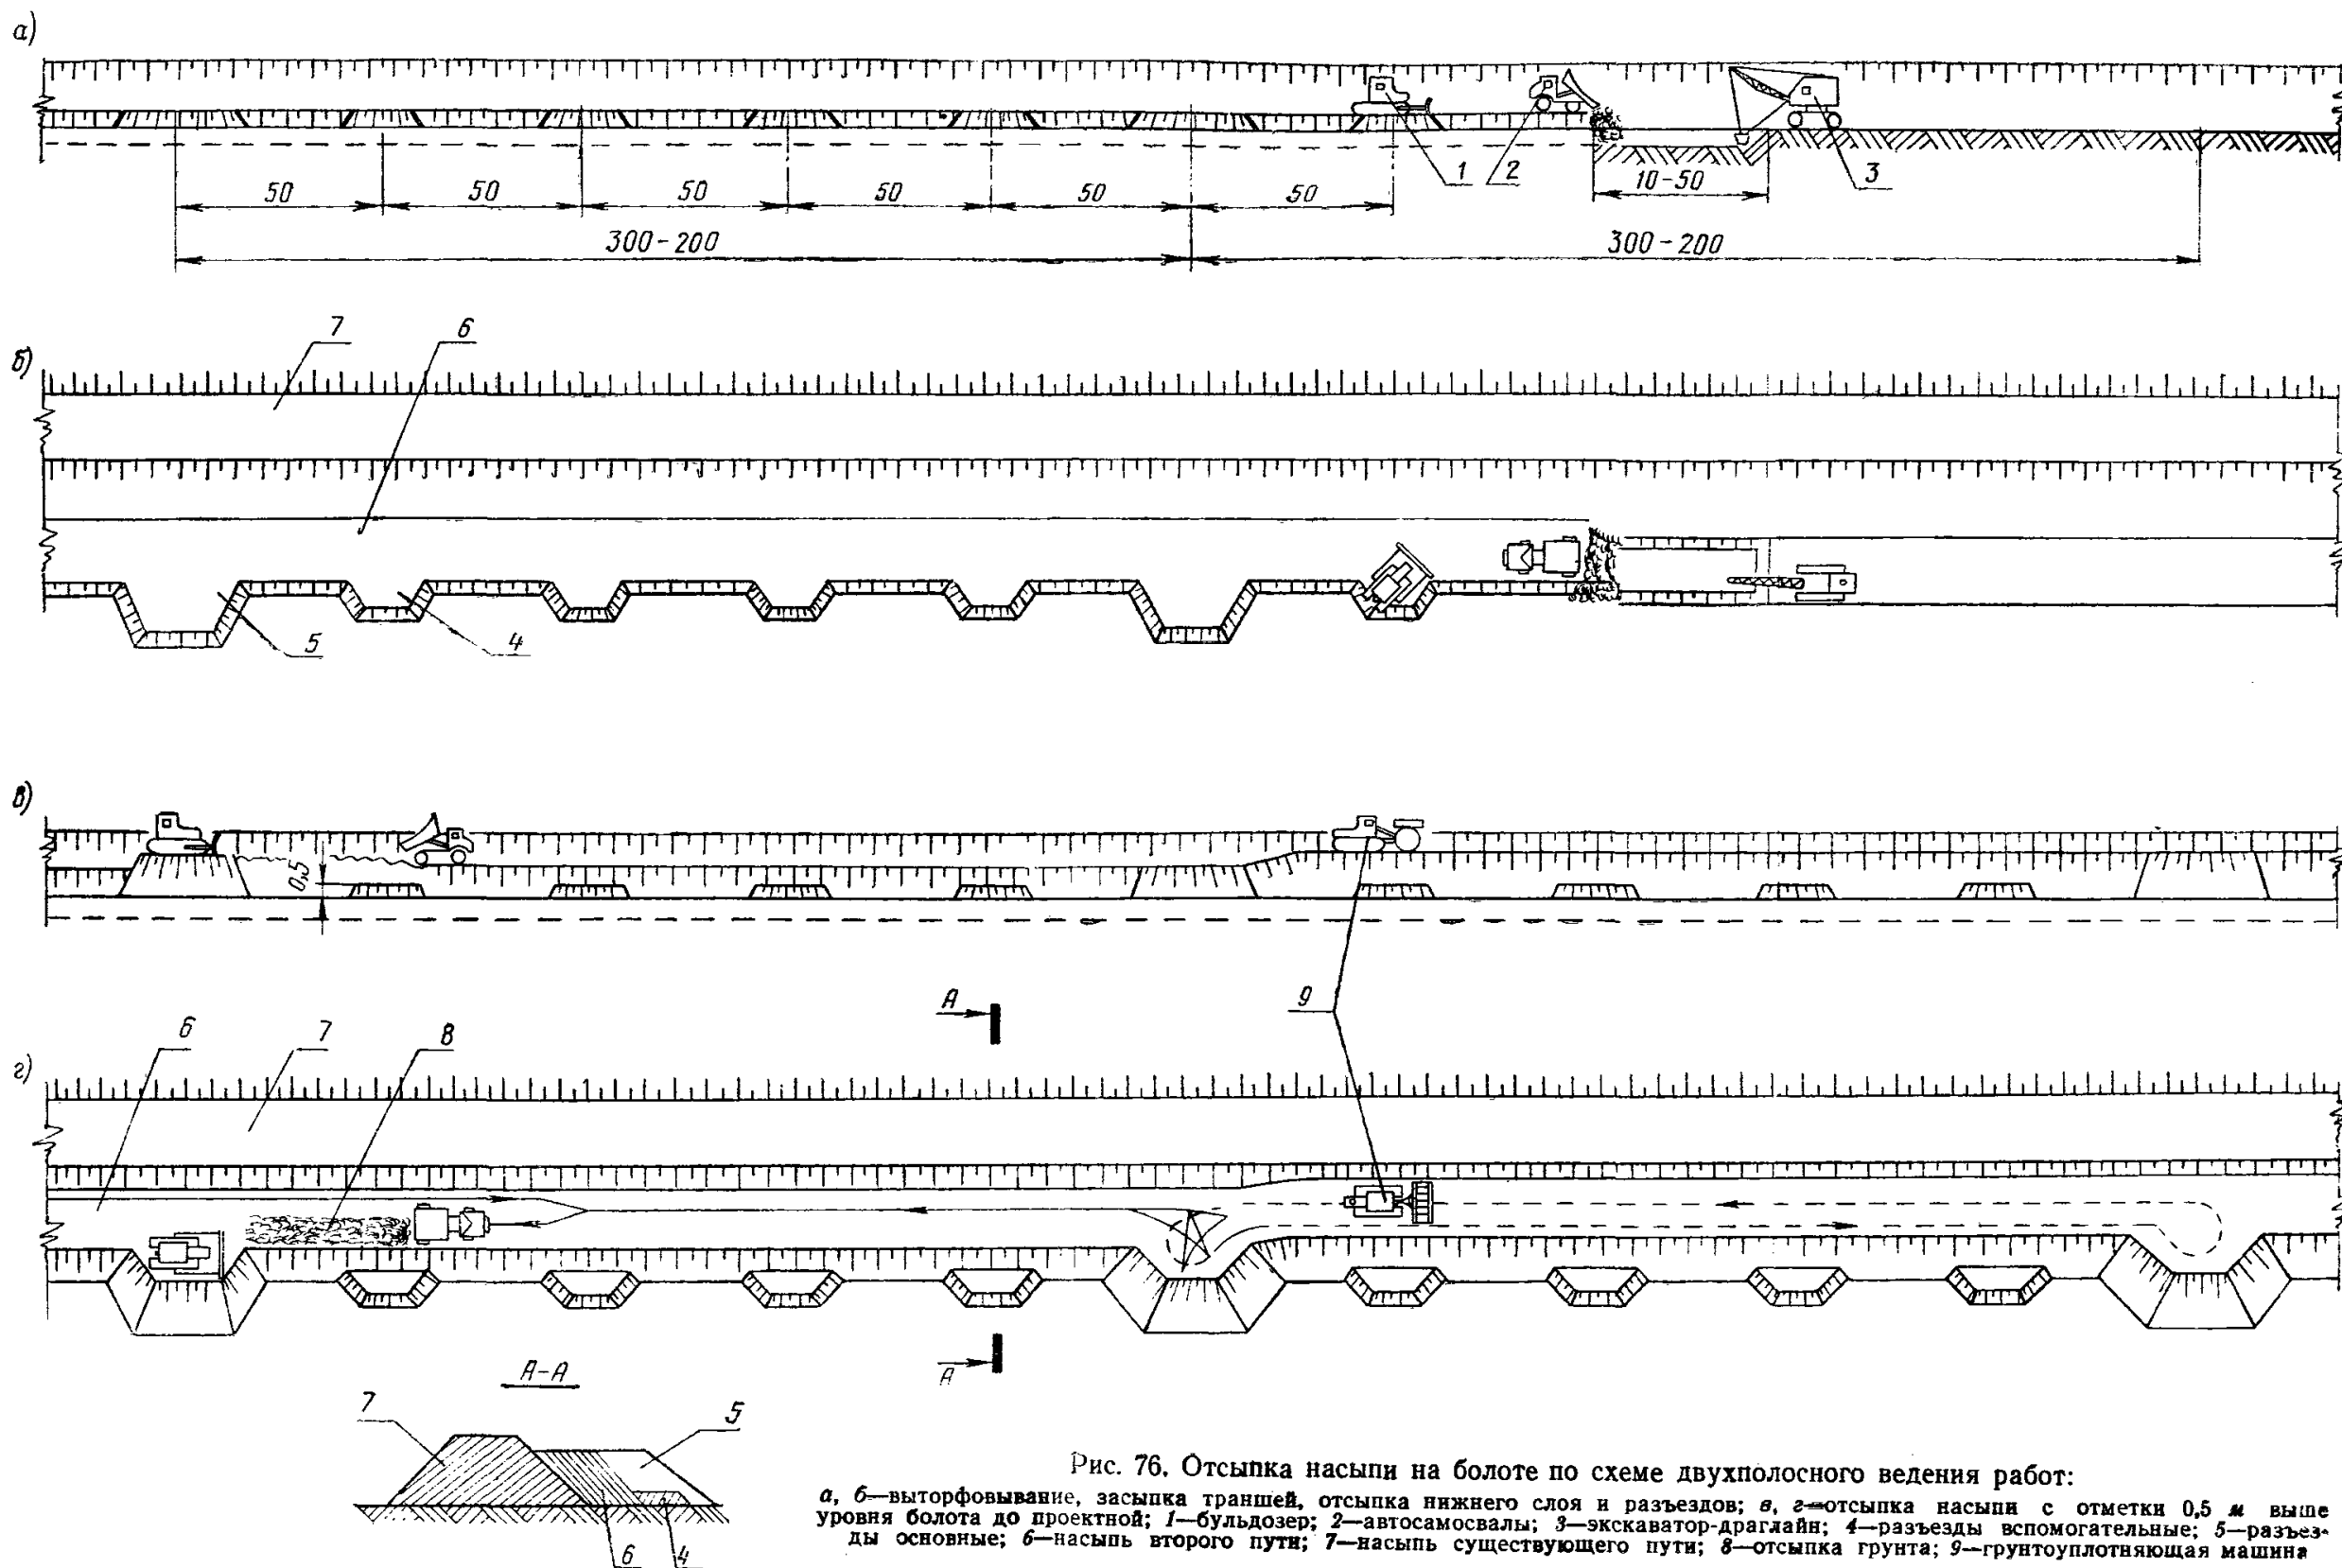 а)
1 2 10-50 3
50 50 50 50 50 50
300-200 300-200
7 6
б)
5 4
в)
0,5
А 9
6 7 8
г)
А
А-А
7 5
6 4
Рис. 76. Отсыпка насыпи на болоте по схеме двухполосного ведения работ:
а, б—выторфовывание, засыпка траншей, отсыпка нижнего слоя и разъездов; в, г—отсыпка насыпи с отметки 0,5 м выше
уровня болота до проектной; 1—бульдозер; 2—автосамосвалы; 3—экскаватор-драглайн; 4—разъезды вспомогательные; 5—разъез-
ды основные; 6—насыпь второго пути; 7—насыпь существующего пути; 8—отсыпка грунта; 9—грунтоуплотняющая машина